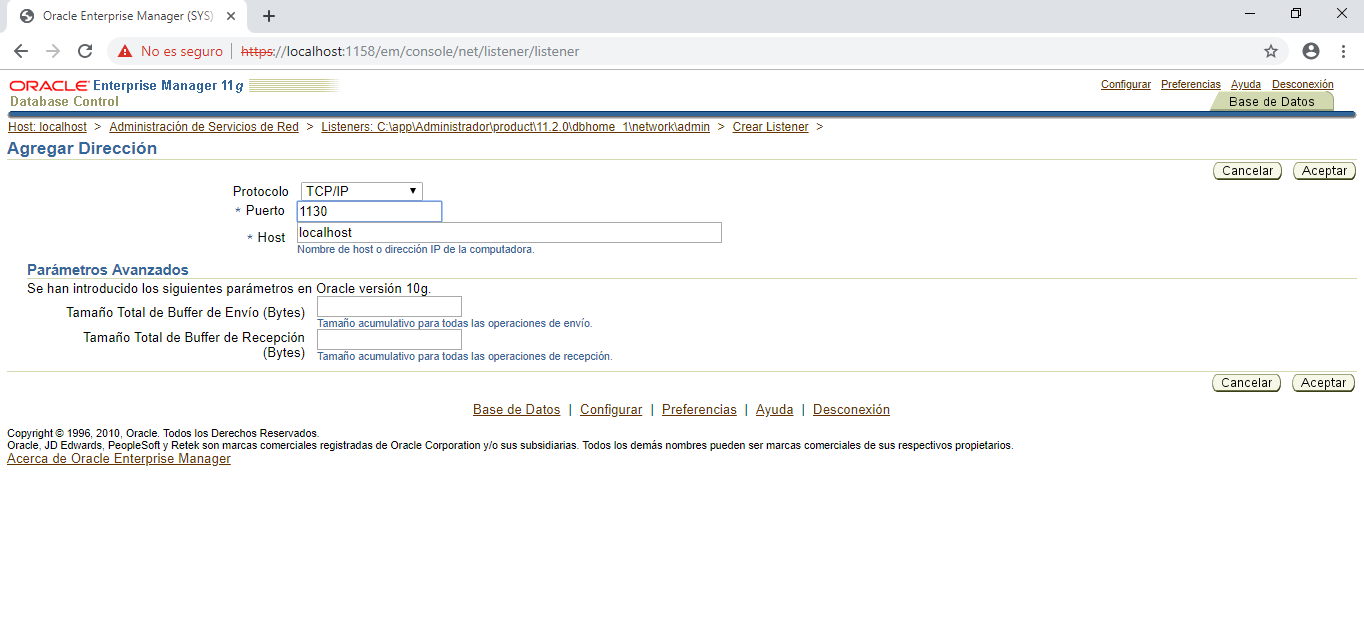 Oracle Enterprise Manager (SYS)
No es seguro https://localhost:1158/em/console/net/listener/listener
ORACLE Enterprise Manager 11g
Database Control
Configurar Preferencias Ayuda Desconexión
Base de Datos
Host: localhost > Administración de Servicios de Red > Listeners: C:\app\Administrador\product\11.2.0\dbhome_1\network\admin > Crear Listener >
Agregar Dirección
Cancelar Aceptar
Protocolo TCP/IP
* Puerto 1130
* Host localhost
Nombre de host o dirección IP de la computadora.
Parámetros Avanzados
Se han introducido los siguientes parámetros en Oracle versión 10g.
Tamaño Total de Buffer de Envío (Bytes)
Tamaño acumulativo para todas las operaciones de envío.
Tamaño Total de Buffer de Recepción
(Bytes)
Tamaño acumulativo para todas las operaciones de recepción.
Cancelar Aceptar
Base de Datos | Configurar | Preferencias | Ayuda | Desconexión
Copyright © 1996, 2010, Oracle. Todos los Derechos Reservados.
Oracle, JD Edwards, PeopleSoft y Retek son marcas comerciales registradas de Oracle Corporation y/o sus subsidiarias. Todos los demás nombres pueden ser marcas comerciales de sus respectivos propietarios.
Acerca de Oracle Enterprise Manager